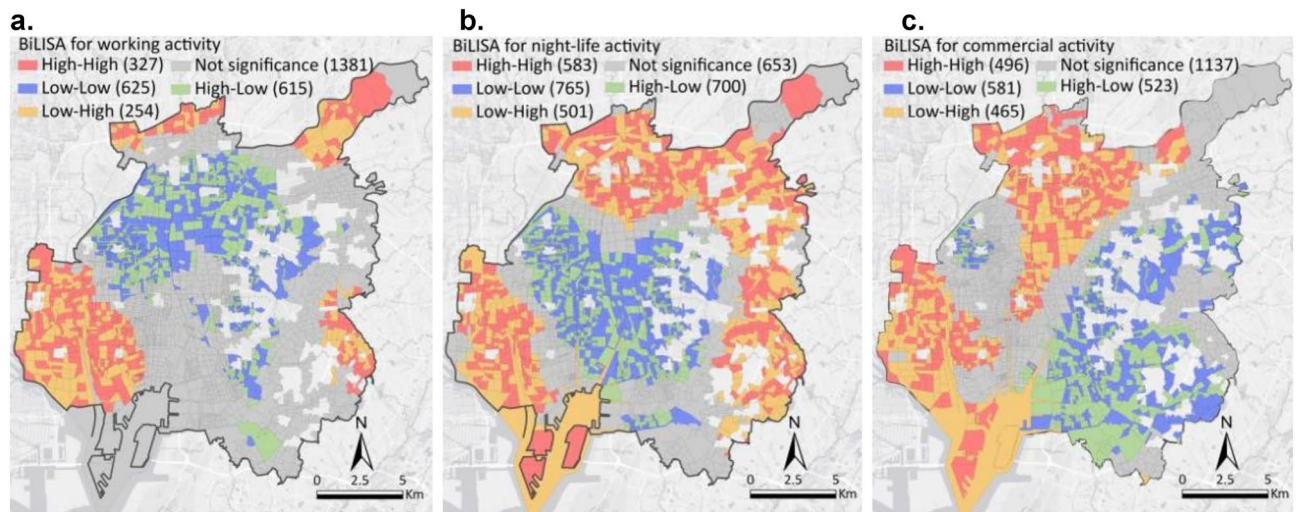 a.
BiLISA for working activity
High-High (327) Not significance (1381)
Low-Low (625) High-Low (615)
Low-High (254)
N
0 2.5 5
Km
b.
BiLISA for night-life activity
High-High (583) Not significance (653)
Low-Low (765) High-Low (700)
Low-High (501)
N
0 2.5 5
Km
c.
BiLISA for commercial activity
High-High (496) Not significance (1137)
Low-Low (581) High-Low (523)
Low-High (465)
N
0 2.5 5
Km